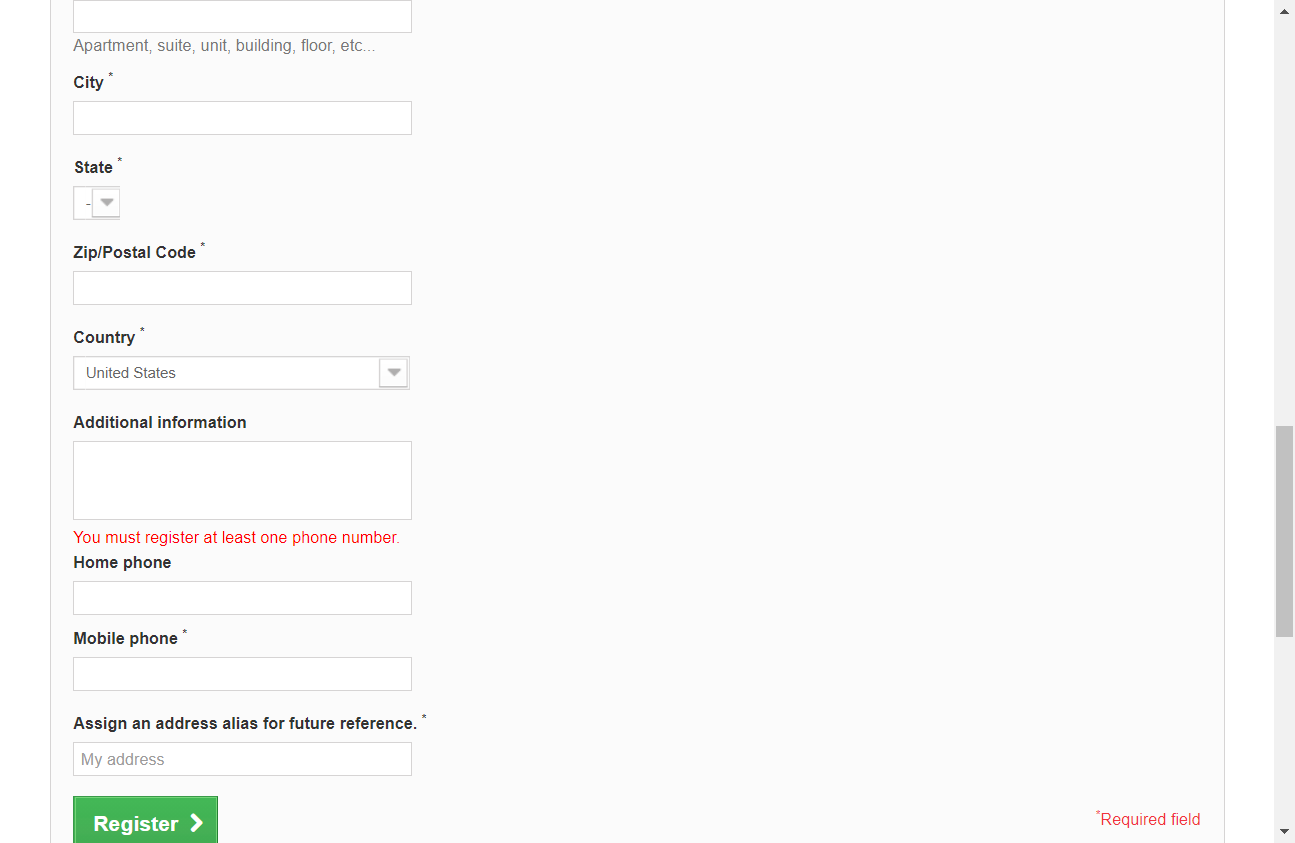 Apartment, suite, unit, building, floor, etc...
City *
State *
-
Zip/Postal Code *
Country *
United States
Additional information
You must register at least one phone number.
Home phone
Mobile phone *
Assign an address alias for future reference. *
My address
Register
*Required field